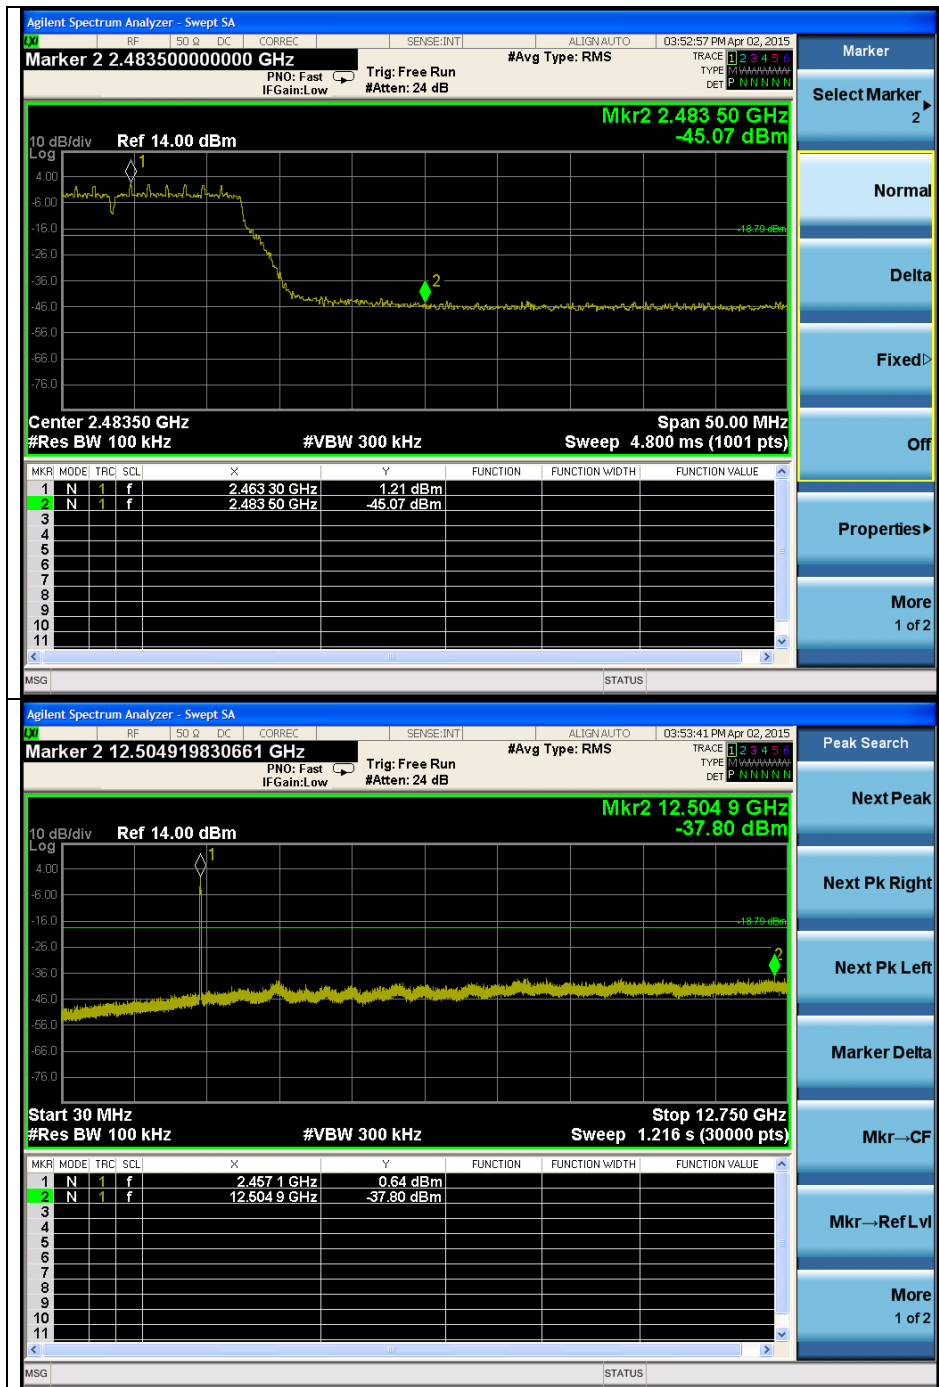 Agilent Spectrum Analyzer - Swept SA
LXI RF 50 Ω DC CORREC SENSE:INT ALIGN AUTO 03:52:57 PM Apr 02, 2015
Marker 2 2.483500000000 GHz
PNO: Fast
IFGain:Low
Trig: Free Run
#Atten: 24 dB
#Avg Type: RMS
TRACE 1 2 3 4 5 6
TYPE M
DET P N N N N N
Mkr2 2.483 50 GHz
-45.07 dBm
10 dB/div Ref 14.00 dBm
Log
1
4.00
-6.00
-16.0
-18.79 dBm
-26.0
-36.0
2
-46.0
-56.0
-66.0
-76.0
Center 2.48350 GHz Span 50.00 MHz
#Res BW 100 kHz #VBW 300 kHz Sweep 4.800 ms (1001 pts)
MKR MODE TRC SCL X Y FUNCTION FUNCTION WIDTH FUNCTION VALUE
1 N 1 f 2.463 30 GHz 1.21 dBm
2 N 1 f 2.483 50 GHz -45.07 dBm
3
4
5
6
7
8
9
10
11
MSG STATUS
Marker
Select Marker
2
Normal
Delta
Fixed
Off
Properties
More
1 of 2
Agilent Spectrum Analyzer - Swept SA
LXI RF 50 Ω DC CORREC SENSE:INT ALIGN AUTO 03:53:41 PM Apr 02, 2015
Marker 2 12.504919830661 GHz
PNO: Fast
IFGain:Low
Trig: Free Run
#Atten: 24 dB
#Avg Type: RMS
TRACE 1 2 3 4 5 6
TYPE M
DET P N N N N N
Mkr2 12.504 9 GHz
-37.80 dBm
10 dB/div Ref 14.00 dBm
Log
1
4.00
-6.00
-16.0
-18.79 dBm
-26.0
2
-36.0
-46.0
-56.0
-66.0
-76.0
Start 30 MHz Stop 12.750 GHz
#Res BW 100 kHz #VBW 300 kHz Sweep 1.216 s (30000 pts)
MKR MODE TRC SCL X Y FUNCTION FUNCTION WIDTH FUNCTION VALUE
1 N 1 f 2.457 1 GHz 0.64 dBm
2 N 1 f 12.504 9 GHz -37.80 dBm
3
4
5
6
7
8
9
10
11
MSG STATUS
Peak Search
Next Peak
Next Pk Right
Next Pk Left
Marker Delta
Mkr→CF
Mkr→Ref Lvl
More
1 of 2